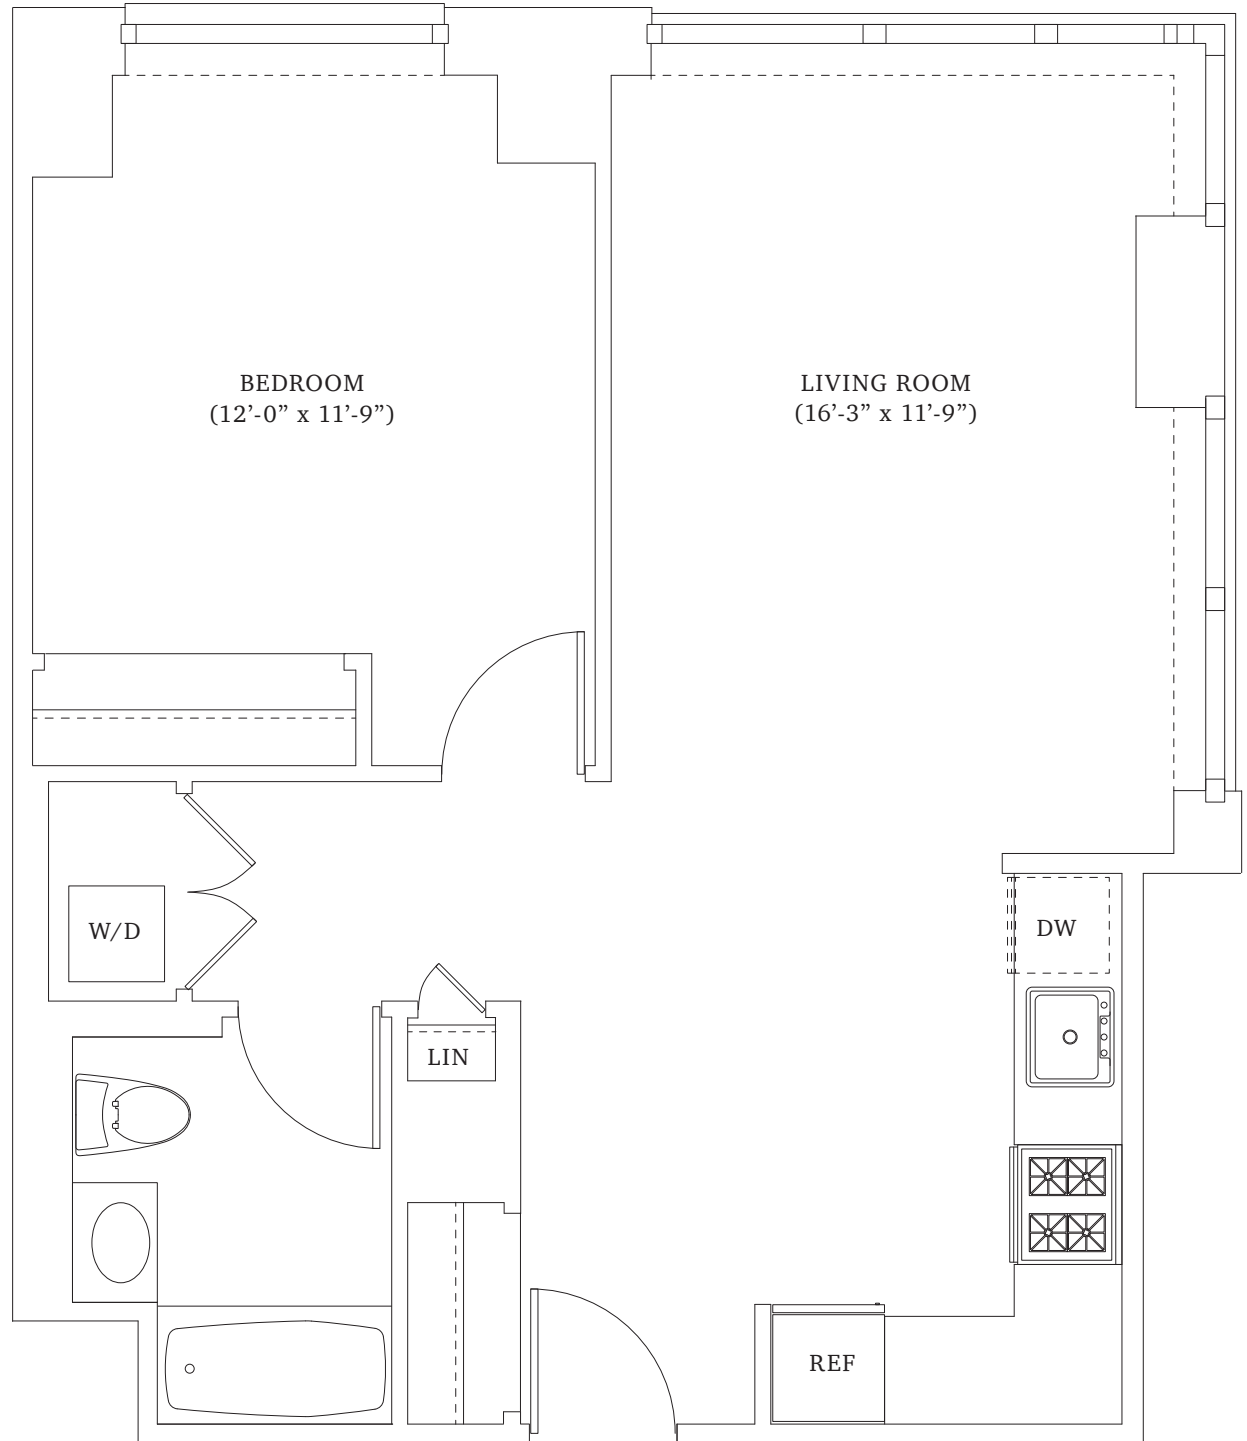 BEDROOM
(12’-0” x 11’-9”)
LIVING ROOM
(16’-3” x 11’-9”)
W/D
DW
LIN
REF